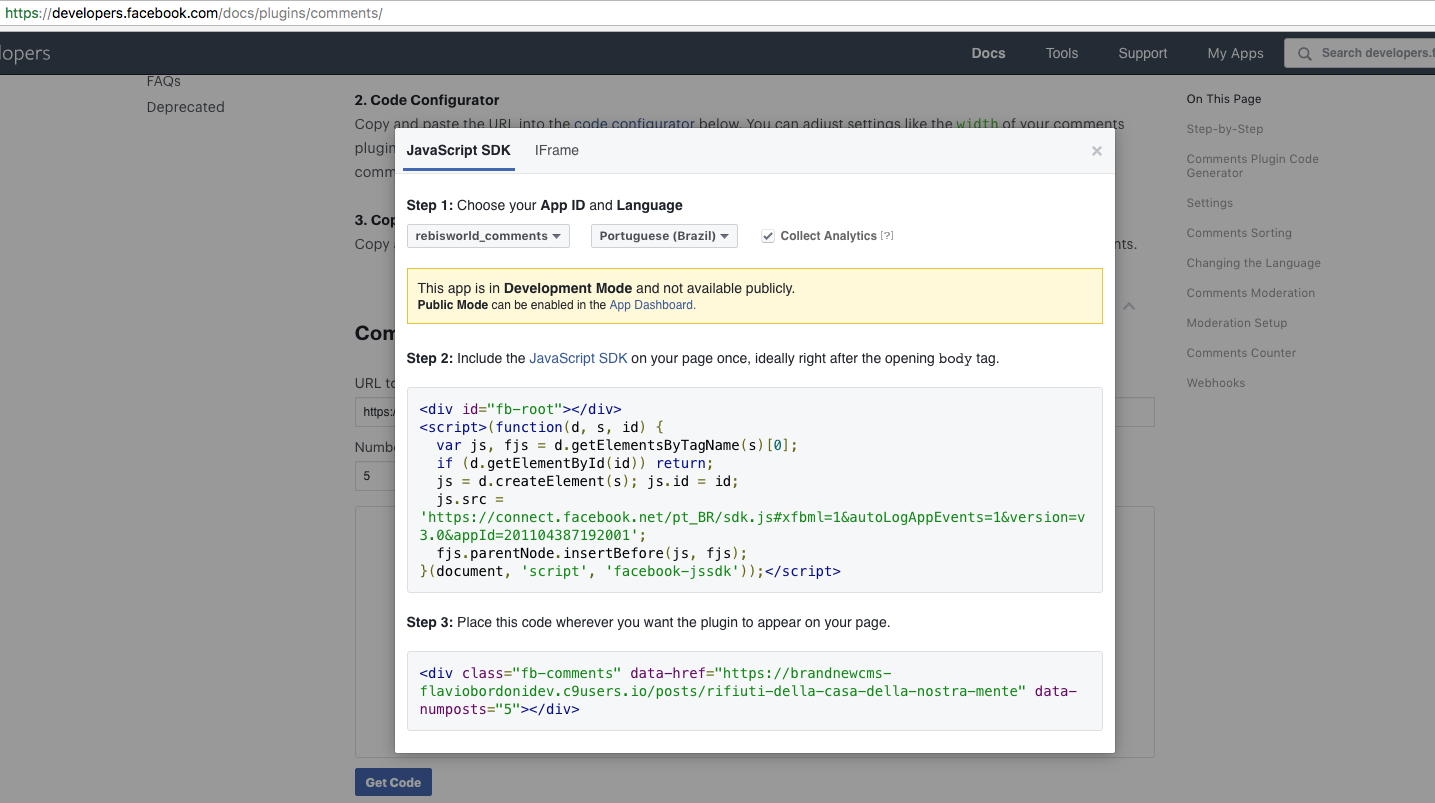 https://developers.facebook.com/docs/plugins/comments/
lopers
Docs
Tools
Support
My Apps
Search developers.f
FAQs
Deprecated
2. Code Configurator
Copy and paste the URL into the code configurator below. You can adjust settings like the width of your comments
plugin
comm
3. Cop
Copy
nts.
Com
URL to
https:/
Numbe
5
Get Code
JavaScript SDK
IFrame
×
Step 1: Choose your App ID and Language
rebisworld_comments
Portuguese (Brazil)
Collect Analytics [?]
This app is in Development Mode and not available publicly.
Public Mode can be enabled in the App Dashboard.
Step 2: Include the JavaScript SDK on your page once, ideally right after the opening body tag.
<div id="fb-root"></div>
<script>(function(d, s, id) {
  var js, fjs = d.getElementsByTagName(s)[0];
  if (d.getElementById(id)) return;
  js = d.createElement(s); js.id = id;
  js.src =
'https://connect.facebook.net/pt_BR/sdk.js#xfbml=1&autoLogAppEvents=1&version=v
3.0&appId=201104387192001';
  fjs.parentNode.insertBefore(js, fjs);
}(document, 'script', 'facebook-jssdk'));</script>
Step 3: Place this code wherever you want the plugin to appear on your page.
<div class="fb-comments" data-href="https://brandnewcms-
flaviobordonidev.c9users.io/posts/rifiuti-della-casa-della-nostra-mente" data-
numposts="5"></div>
On This Page
Step-by-Step
Comments Plugin Code
Generator
Settings
Comments Sorting
Changing the Language
Comments Moderation
Moderation Setup
Comments Counter
Webhooks